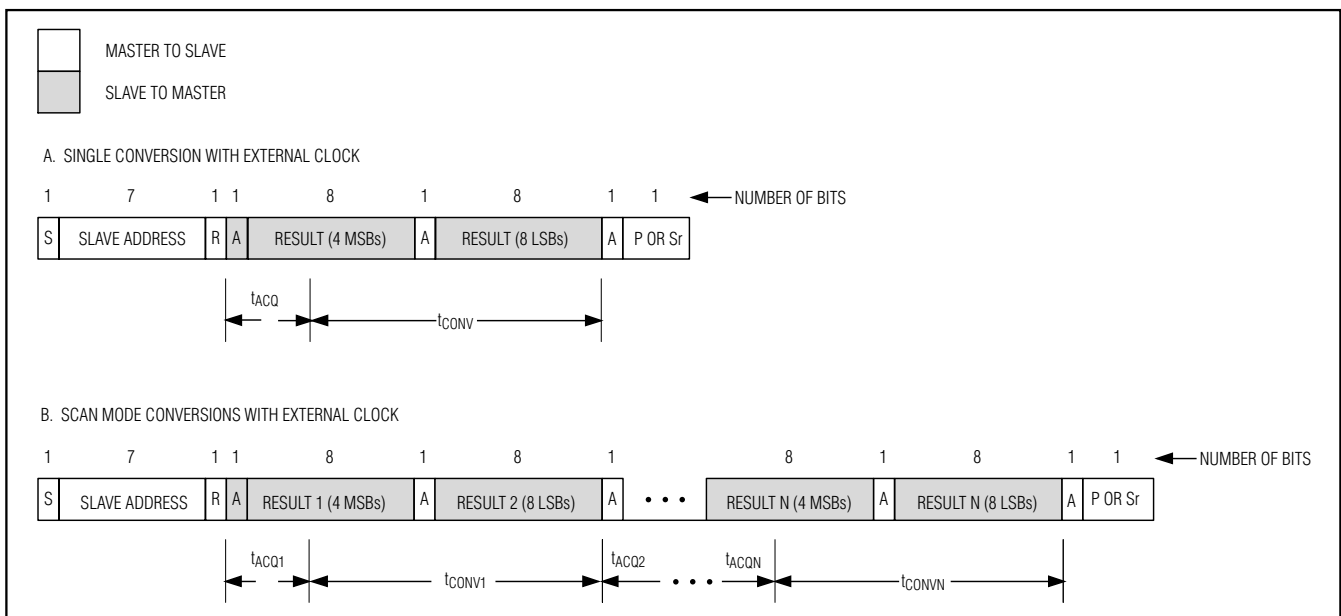 MASTER TO SLAVE
SLAVE TO MASTER
A. SINGLE CONVERSION WITH EXTERNAL CLOCK
1 7 1 1 8 1 8 1 1 NUMBER OF BITS
S SLAVE ADDRESS R A RESULT (4 MSBs) A RESULT (8 LSBs) A P OR Sr
tACQ
tCONV
B. SCAN MODE CONVERSIONS WITH EXTERNAL CLOCK
1 7 1 1 8 1 8 1 8 1 8 1 1 NUMBER OF BITS
S SLAVE ADDRESS R A RESULT 1 (4 MSBs) A RESULT 2 (8 LSBs) A • • • RESULT N (4 MSBs) A RESULT N (8 LSBs) A P OR Sr
tACQ1 tACQ2 tACQN
tCONV1 • • • tCONVN